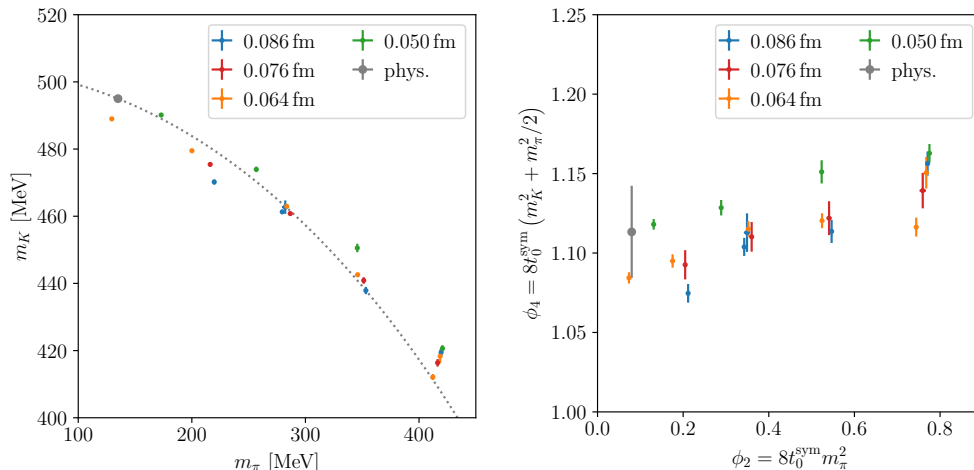 520
500
480
460
440
420
400
100
200
300
400
m_K [MeV]
m_π [MeV]
0.086 fm
0.076 fm
0.064 fm
0.050 fm
phys.
1.25
1.20
1.15
1.10
1.05
1.00
0.0
0.2
0.4
0.6
0.8
ϕ_4 = 8t_0^sym (m_K^2 + m_π^2/2)
ϕ_2 = 8t_0^sym m_π^2
0.086 fm
0.076 fm
0.064 fm
0.050 fm
phys.